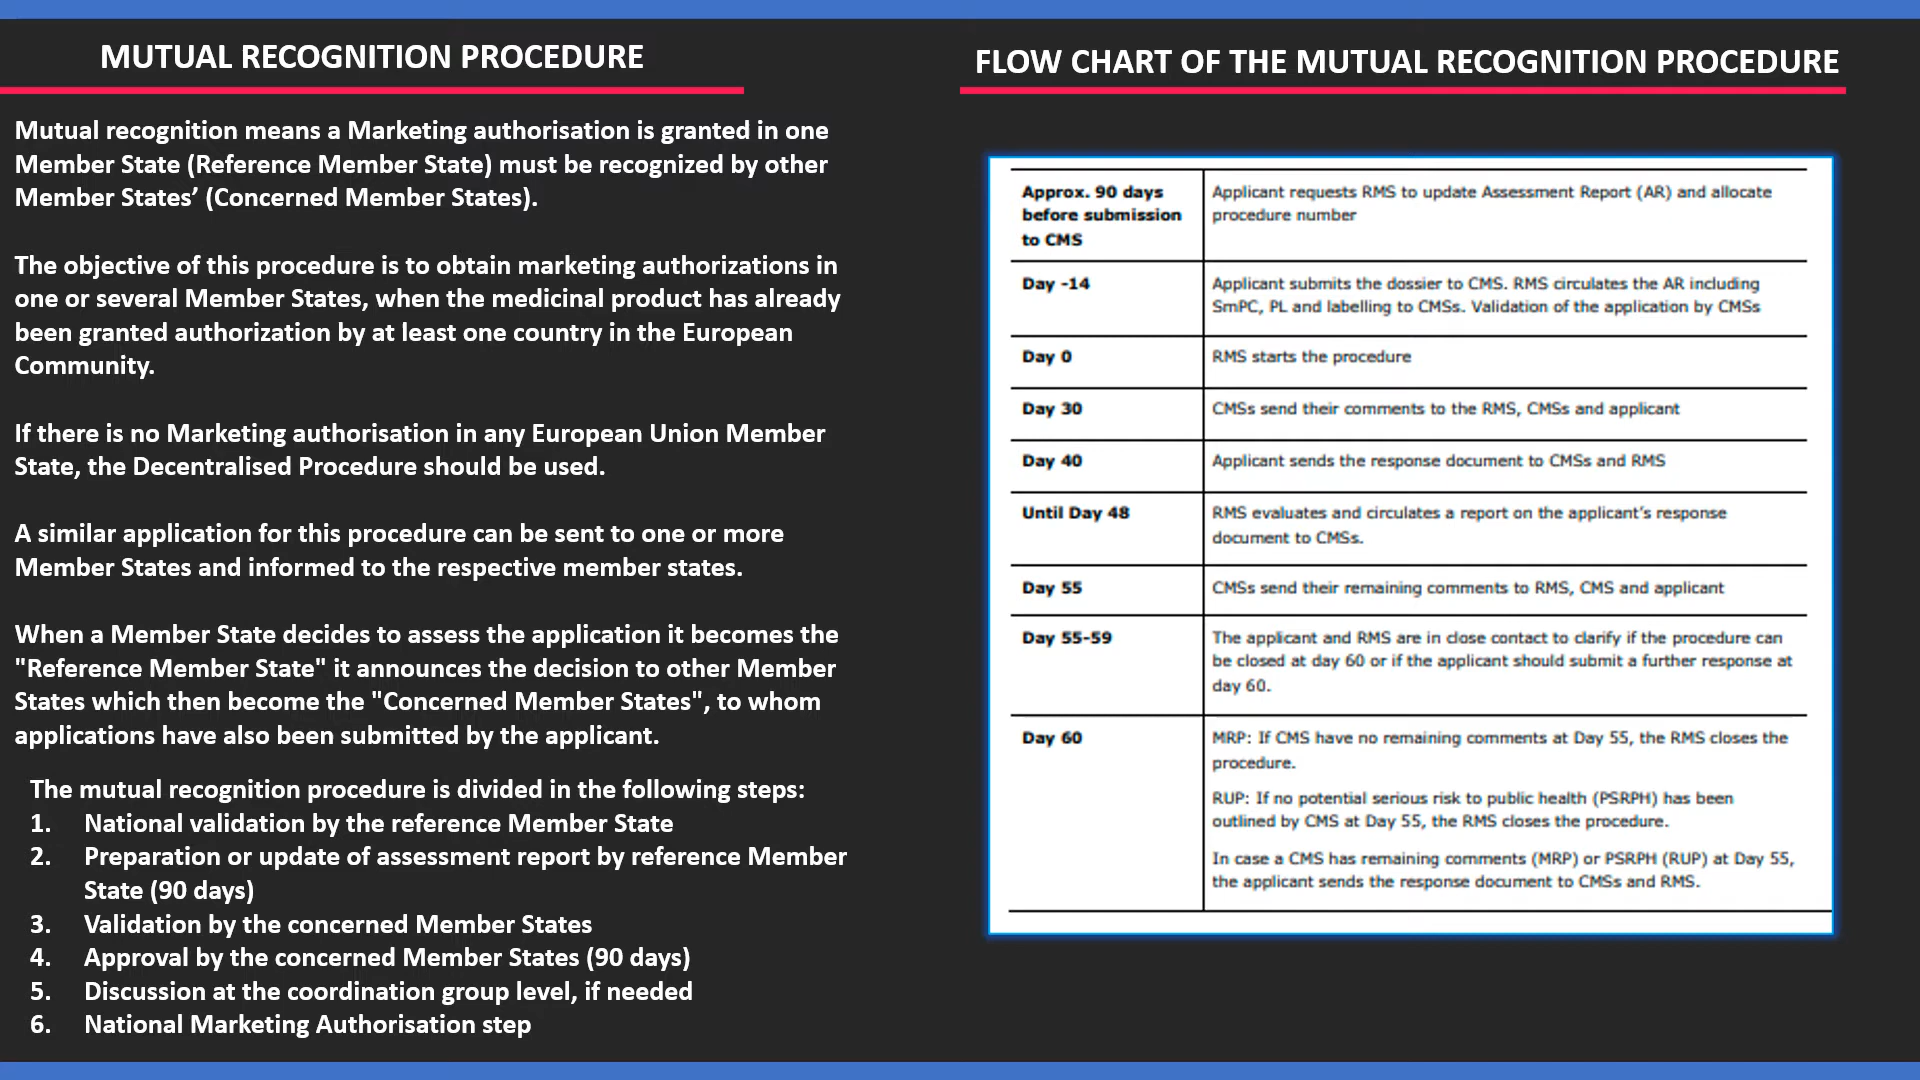 MUTUAL RECOGNITION PROCEDURE
Mutual recognition means a Marketing authorisation is granted in one
Member State (Reference Member State) must be recognized by other
Member States’ (Concerned Member States).
The objective of this procedure is to obtain marketing authorizations in
one or several Member States, when the medicinal product has already
been granted authorization by at least one country in the European
Community.
If there is no Marketing authorisation in any European Union Member
State, the Decentralised Procedure should be used.
A similar application for this procedure can be sent to one or more
Member States and informed to the respective member states.
When a Member State decides to assess the application it becomes the
"Reference Member State" it announces the decision to other Member
States which then become the "Concerned Member States", to whom
applications have also been submitted by the applicant.
The mutual recognition procedure is divided in the following steps:
1. National validation by the reference Member State
2. Preparation or update of assessment report by reference Member
State (90 days)
3. Validation by the concerned Member States
4. Approval by the concerned Member States (90 days)
5. Discussion at the coordination group level, if needed
6. National Marketing Authorisation step
FLOW CHART OF THE MUTUAL RECOGNITION PROCEDURE
Approx. 90 days
before submission
to CMS
Applicant requests RMS to update Assessment Report (AR) and allocate
procedure number
Day -14
Applicant submits the dossier to CMS. RMS circulates the AR including
SmPC, PL and labelling to CMSs. Validation of the application by CMSs
Day 0
RMS starts the procedure
Day 30
CMSs send their comments to the RMS, CMSs and applicant
Day 40
Applicant sends the response document to CMSs and RMS
Until Day 48
RMS evaluates and circulates a report on the applicant’s response
document to CMSs.
Day 55
CMSs send their remaining comments to RMS, CMS and applicant
Day 55-59
The applicant and RMS are in close contact to clarify if the procedure can
be closed at day 60 or if the applicant should submit a further response at
day 60.
Day 60
MRP: If CMS have no remaining comments at Day 55, the RMS closes the
procedure.
RUP: If no potential serious risk to public health (PSRPH) has been
outlined by CMS at Day 55, the RMS closes the procedure.
In case a CMS has remaining comments (MRP) or PSRPH (RUP) at Day 55,
the applicant sends the response document to CMSs and RMS.